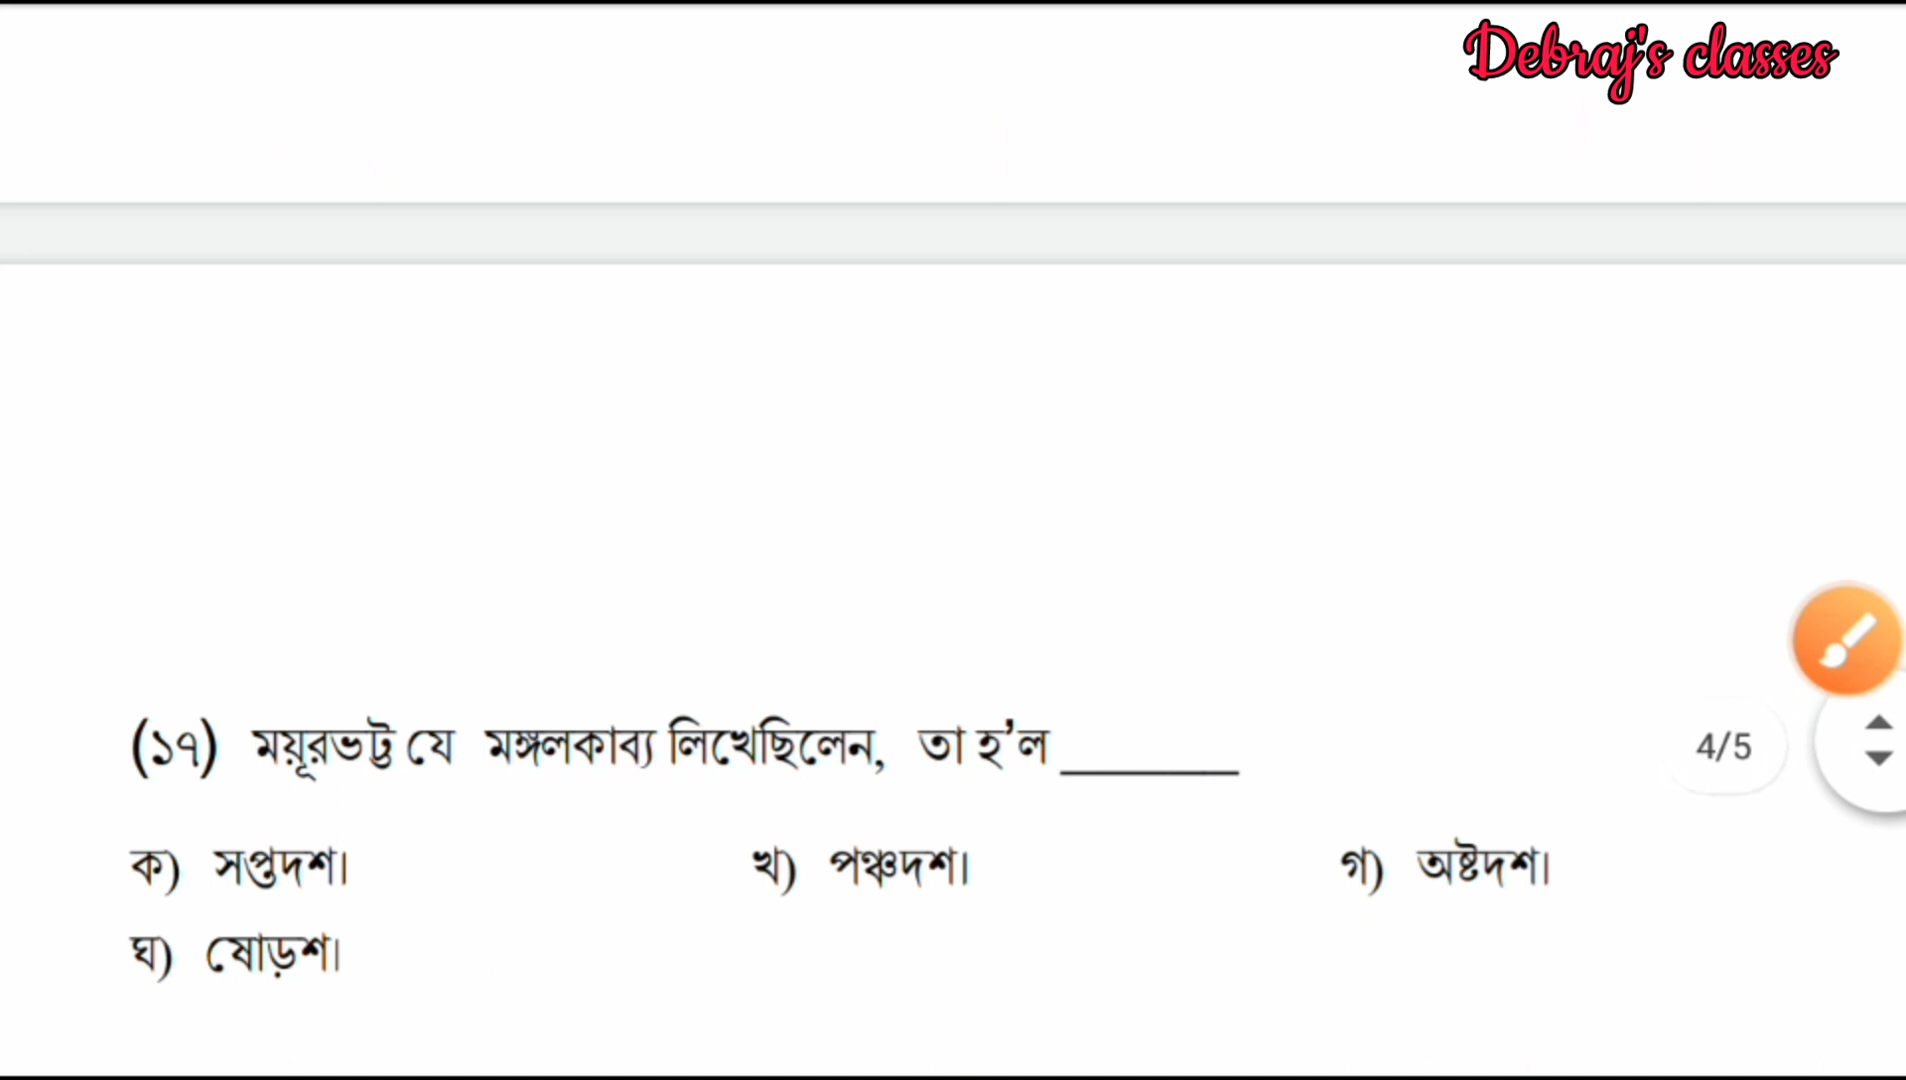 Debraj's classes
(১৭) ময়ূরভট্ট যে মঙ্গলকাব্য লিখেছিলেন, তা হ'ল ________
4/5
ক) সপ্তদশ। খ) পঞ্চদশ। গ) অষ্টদশ।
ঘ) ষোড়শ।